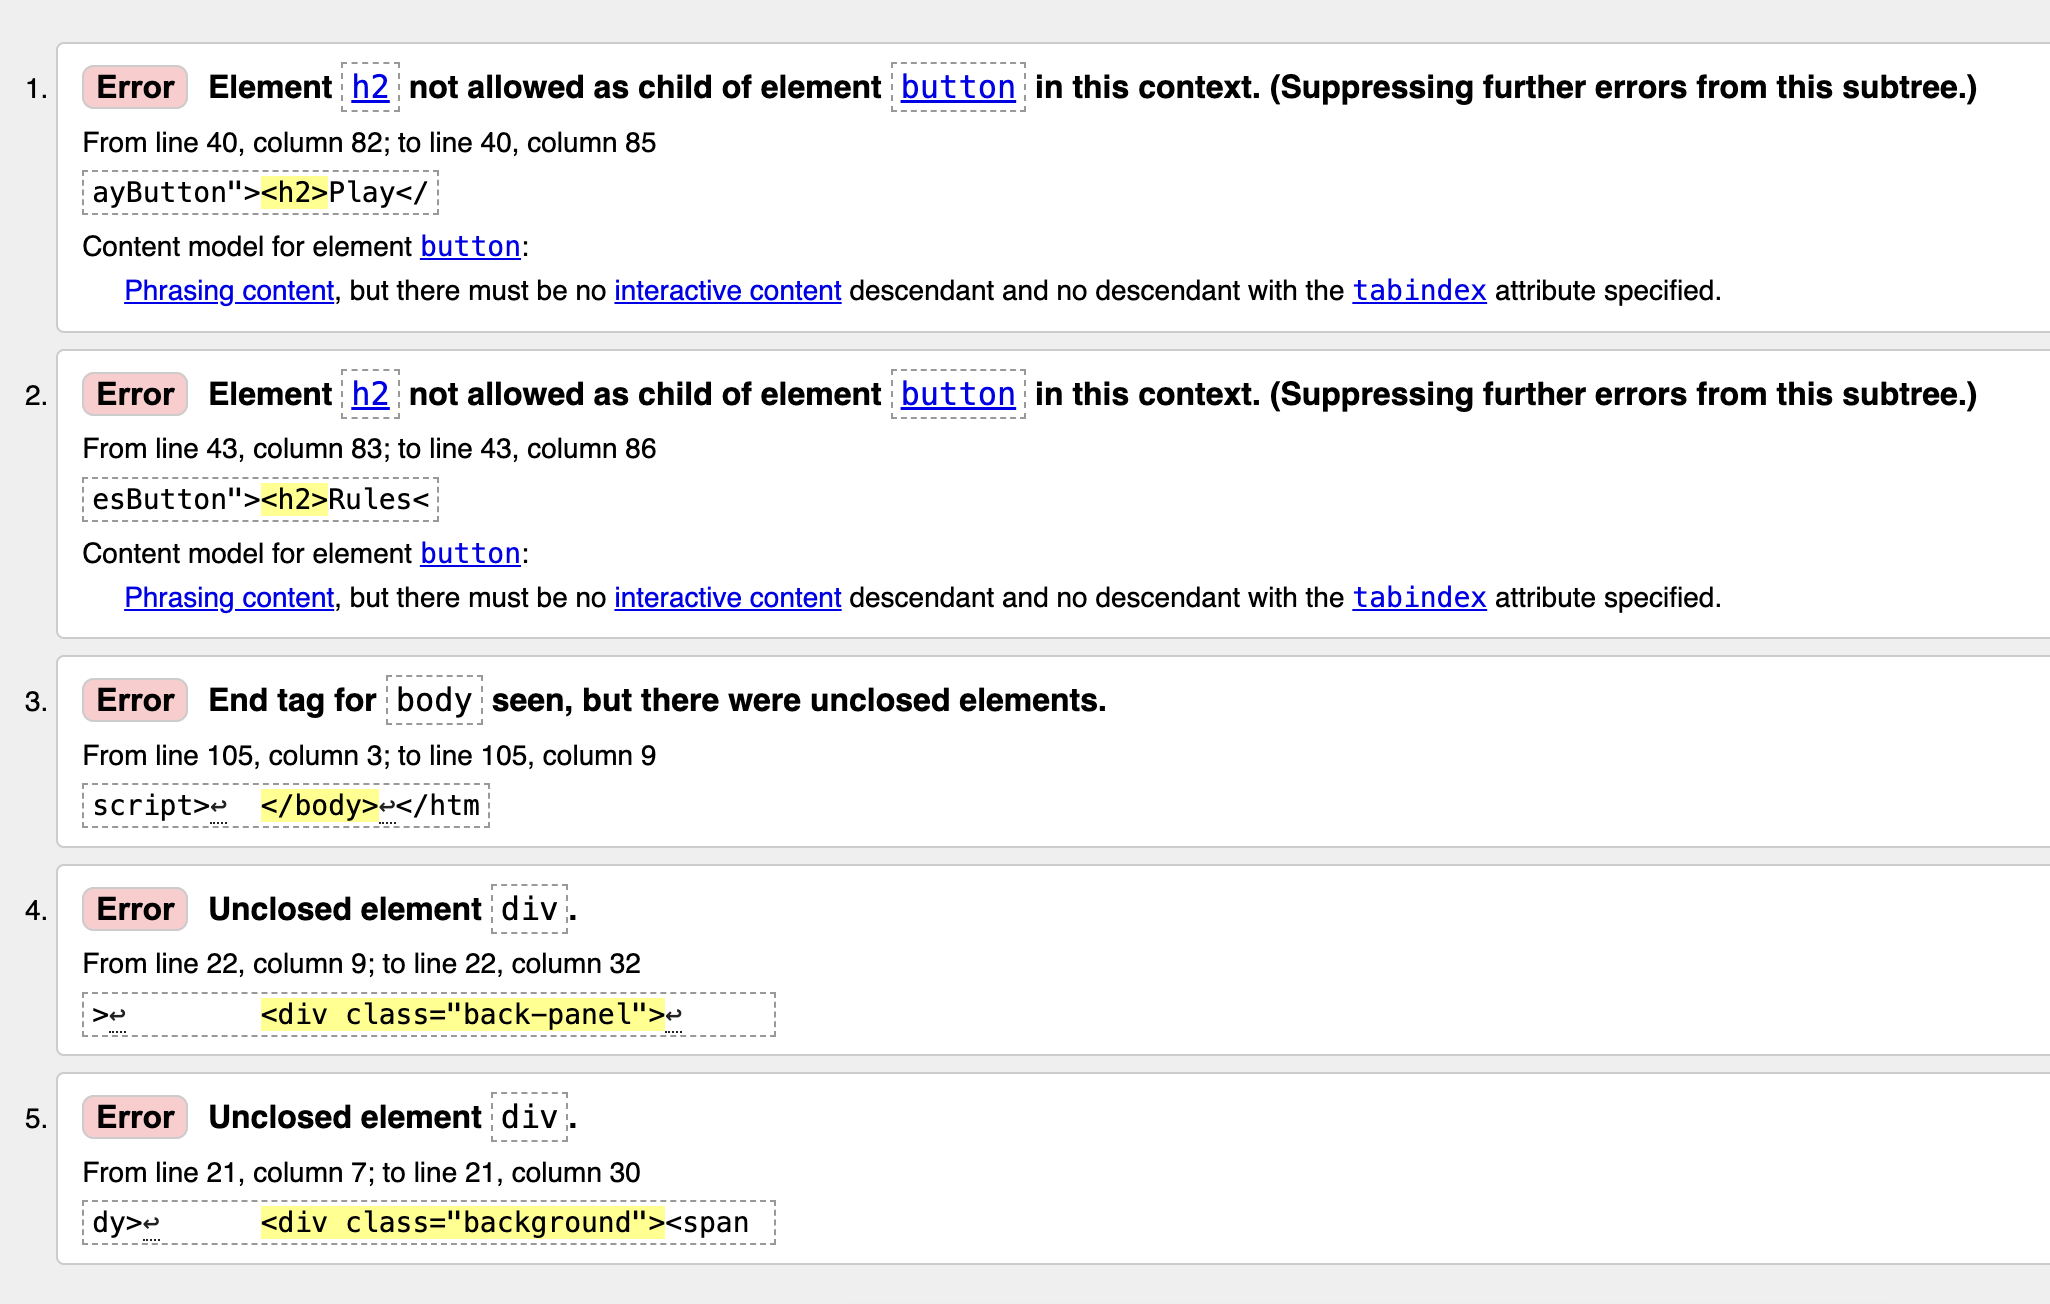 1. Error Element h2 not allowed as child of element button in this context. (Suppressing further errors from this subtree.)
From line 40, column 82; to line 40, column 85
ayButton"><h2>Play</
Content model for element button:
Phrasing content, but there must be no interactive content descendant and no descendant with the tabindex attribute specified.
2. Error Element h2 not allowed as child of element button in this context. (Suppressing further errors from this subtree.)
From line 43, column 83; to line 43, column 86
esButton"><h2>Rules<
Content model for element button:
Phrasing content, but there must be no interactive content descendant and no descendant with the tabindex attribute specified.
3. Error End tag for body seen, but there were unclosed elements.
From line 105, column 3; to line 105, column 9
script>↩  </body>↩</htm
4. Error Unclosed element div.
From line 22, column 9; to line 22, column 32
>↩        <div class="back-panel">↩
5. Error Unclosed element div.
From line 21, column 7; to line 21, column 30
dy>↩      <div class="background"><span